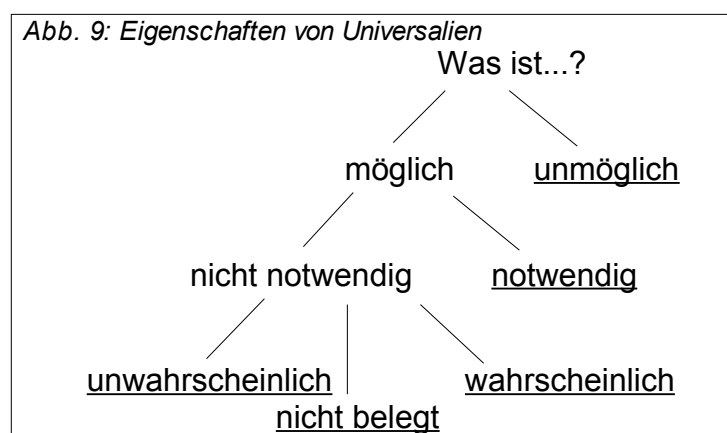 Abb. 9: Eigenschaften von Universalien
Was ist...?
möglich unmöglich
nicht notwendig notwendig
unwahrscheinlich wahrscheinlich
nicht belegt